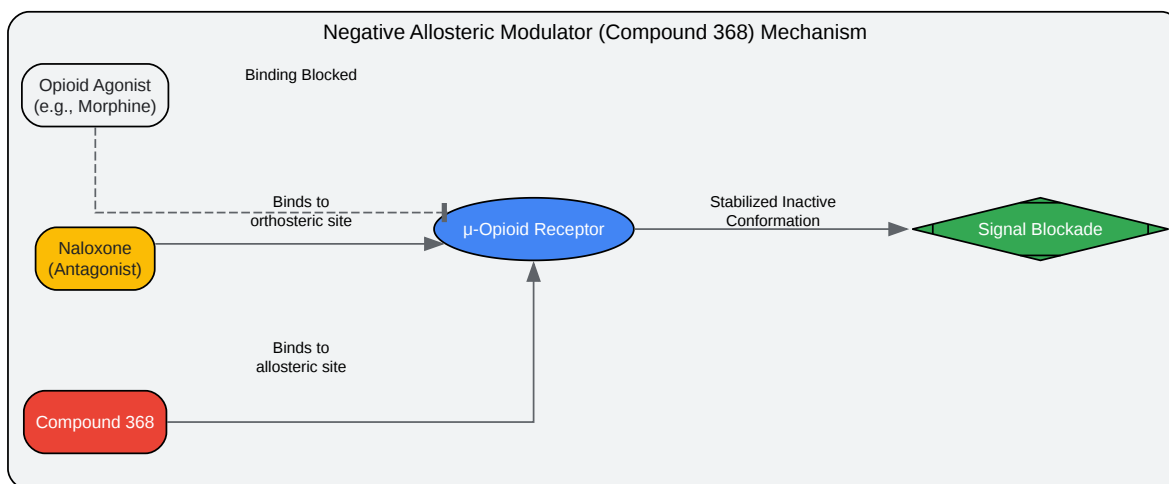 Negative Allosteric Modulator (Compound 368) Mechanism
Opioid Agonist
(e.g., Morphine)
Binding Blocked
Binds to
orthosteric site
Naloxone
(Antagonist)
μ-Opioid Receptor
Stabilized Inactive
Conformation
Signal Blockade
Binds to
allosteric site
Compound 368